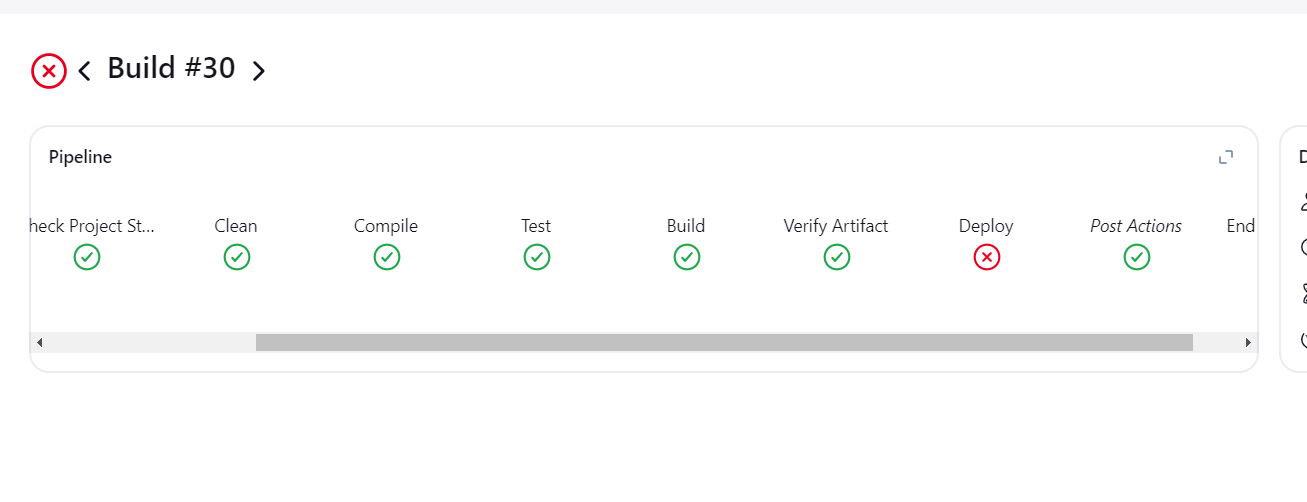 Build #30
Pipeline
heck Project St...
Clean
Compile
Test
Build
Verify Artifact
Deploy
Post Actions
End